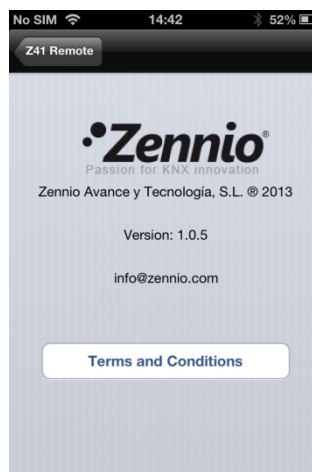 No SIM 14:42 52%
Z41 Remote
Zennio®
Passion for KNX innovation
Zennio Avance y Tecnología, S.L. ® 2013
Version: 1.0.5
info@zennio.com
Terms and Conditions